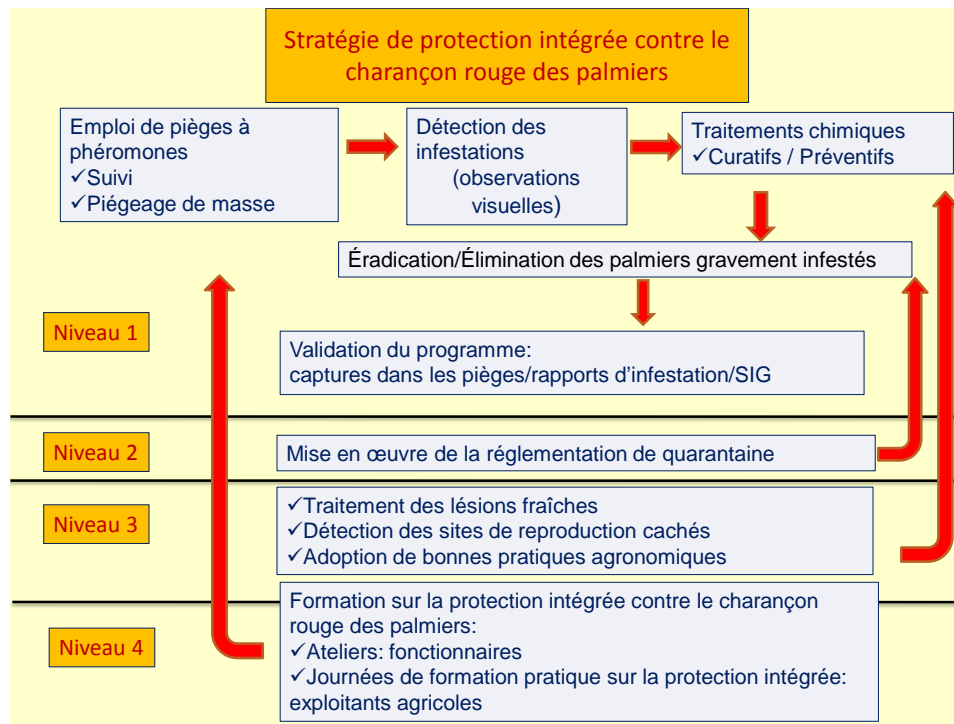 Stratégie de protection intégrée contre le
charançon rouge des palmiers
Emploi de pièges à
phéromones
✓Suivi
✓Piégeage de masse
Détection des
infestations
(observations
visuelles)
Traitements chimiques
✓Curatifs / Préventifs
Éradication/Élimination des palmiers gravement infestés
Niveau 1
Validation du programme:
captures dans les pièges/rapports d'infestation/SIG
Niveau 2
Mise en œuvre de la réglementation de quarantaine
Niveau 3
✓Traitement des lésions fraîches
✓Détection des sites de reproduction cachés
✓Adoption de bonnes pratiques agronomiques
Niveau 4
Formation sur la protection intégrée contre le charançon
rouge des palmiers:
✓Ateliers: fonctionnaires
✓Journées de formation pratique sur la protection intégrée:
exploitants agricoles